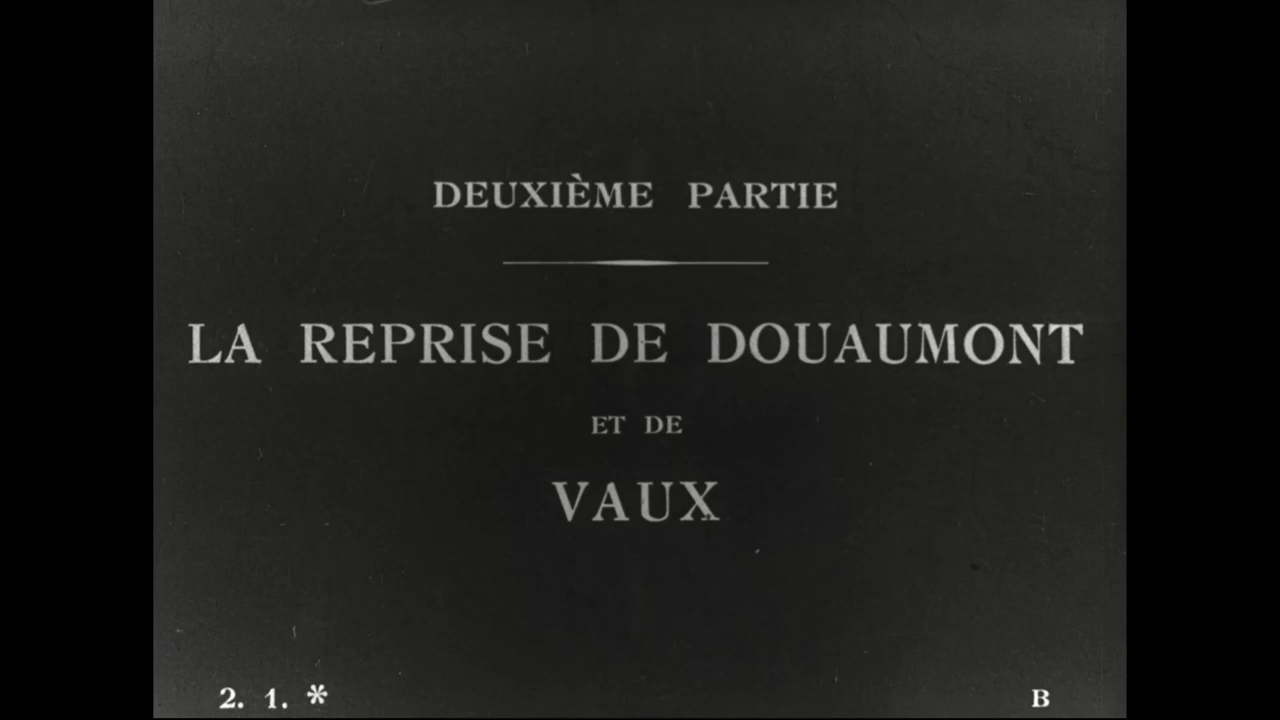 DEUXIÈME PARTIE
LA REPRISE DE DOUAUMONT
ET DE
VAUX
2. 1. * B